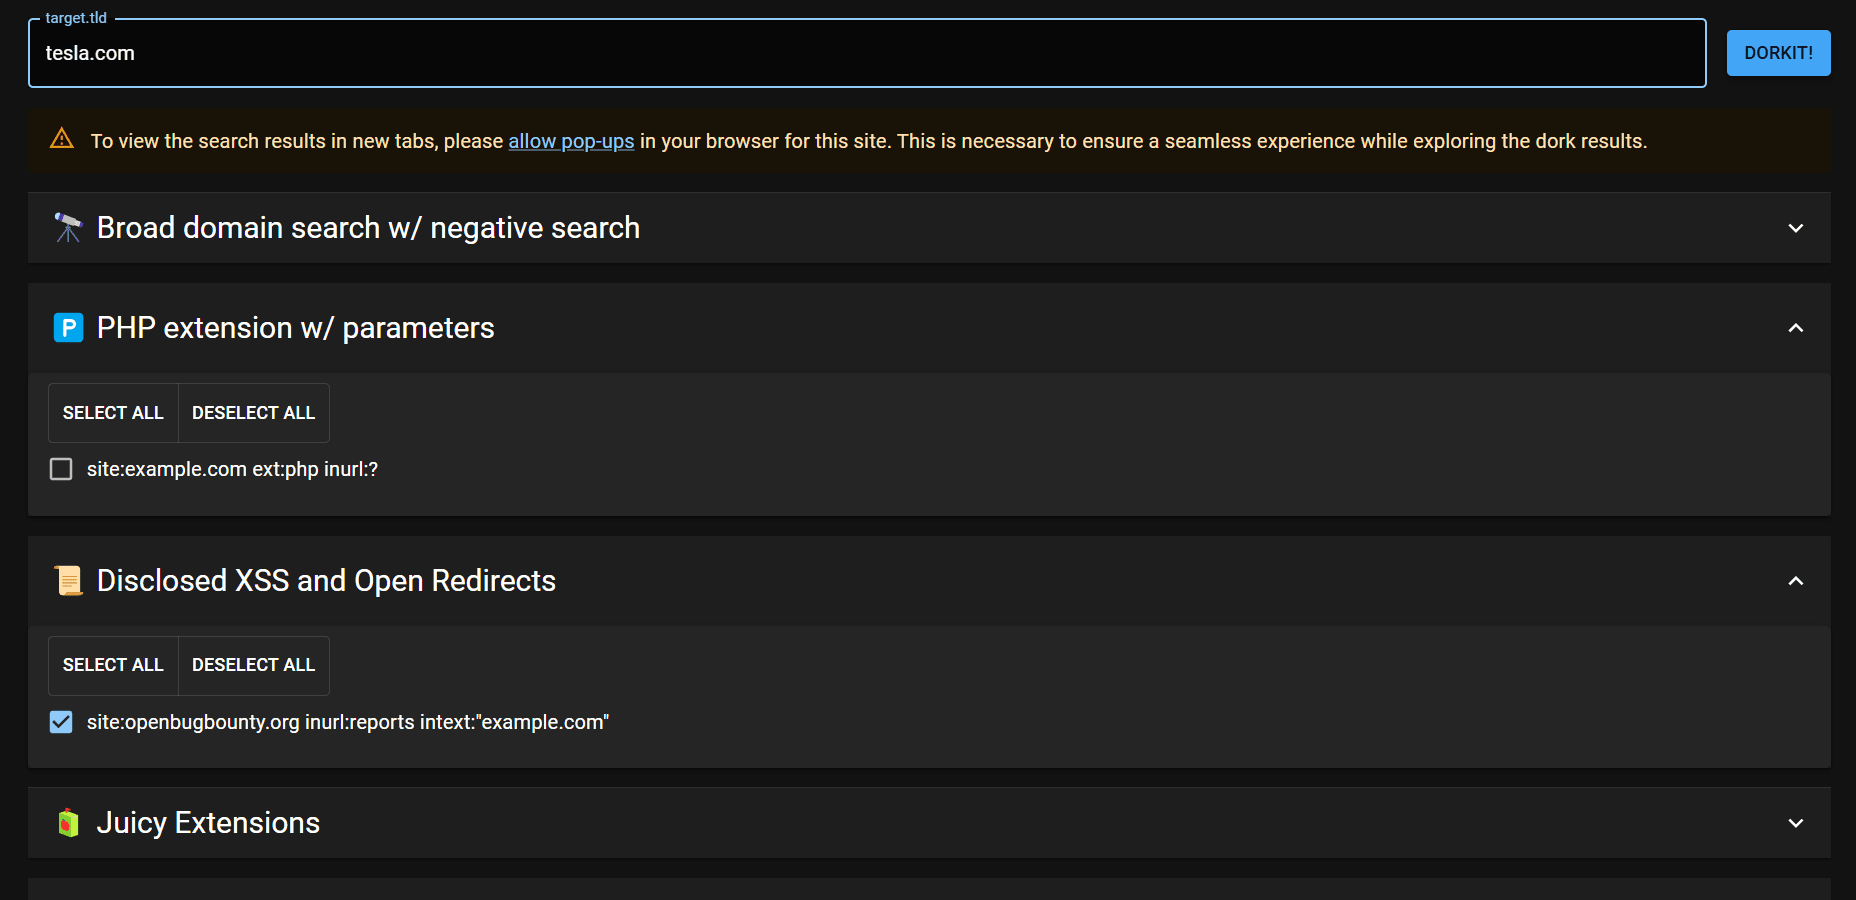 target.tld
tesla.com
DORKIT!
To view the search results in new tabs, please allow pop-ups in your browser for this site. This is necessary to ensure a seamless experience while exploring the dork results.
Broad domain search w/ negative search
P PHP extension w/ parameters
SELECT ALL DESELECT ALL
site:example.com ext:php inurl:?
Disclosed XSS and Open Redirects
SELECT ALL DESELECT ALL
site:openbugbounty.org inurl:reports intext:"example.com"
Juicy Extensions